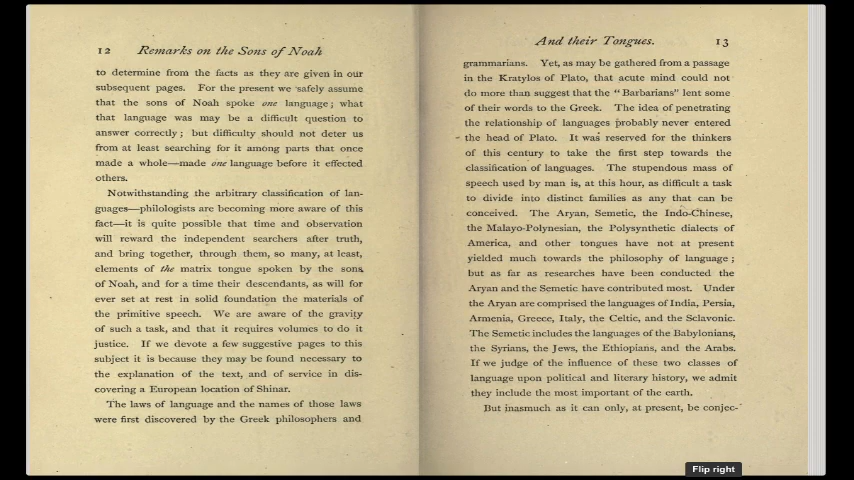 12 Remarks on the Sons of Noah
to determine from the facts as they are given in our
subsequent pages. For the present we safely assume
that the sons of Noah spoke one language; what
that language was may be a difficult question to
answer correctly; but difficulty should not deter us
from at least searching for it among parts that once
made a whole—made one language before it effected
others.
Notwithstanding the arbitrary classification of lan-
guages—philologists are becoming more aware of this
fact—it is quite possible that time and observation
will reward the independent searchers after truth,
and bring together, through them, so many, at least,
elements of the matrix tongue spoken by the sons
of Noah, and for a time their descendants, as will for
ever set at rest in solid foundation the materials of
the primitive speech. We are aware of the gravity
of such a task, and that it requires volumes to do it
justice. If we devote a few suggestive pages to this
subject it is because they may be found necessary to
the explanation of the text, and of service in dis-
covering a European location of Shinar.
The laws of language and the names of those laws
were first discovered by the Greek philosophers and
And their Tongues. 13
grammarians. Yet, as may be gathered from a passage
in the Kratylos of Plato, that acute mind could not
do more than suggest that the "Barbarians" lent some
of their words to the Greek. The idea of penetrating
the relationship of languages probably never entered
the head of Plato. It was reserved for the thinkers
of this century to take the first step towards the
classification of languages. The stupendous mass of
speech used by man is, at this hour, as difficult a task
to divide into distinct families as any that can be
conceived. The Aryan, Semetic, the Indo-Chinese,
the Malayo-Polynesian, the Polysynthetic dialects of
America, and other tongues have not at present
yielded much towards the philosophy of language;
but as far as researches have been conducted the
Aryan and the Semetic have contributed most. Under
the Aryan are comprised the languages of India, Persia,
Armenia, Greece, Italy, the Celtic, and the Sclavonic.
The Semetic includes the languages of the Babylonians,
the Syrians, the Jews, the Ethiopians, and the Arabs.
If we judge of the influence of these two classes of
language upon political and literary history, we admit
they include the most important of the earth.
But inasmuch as it can only, at present, be conjec-
Flip right